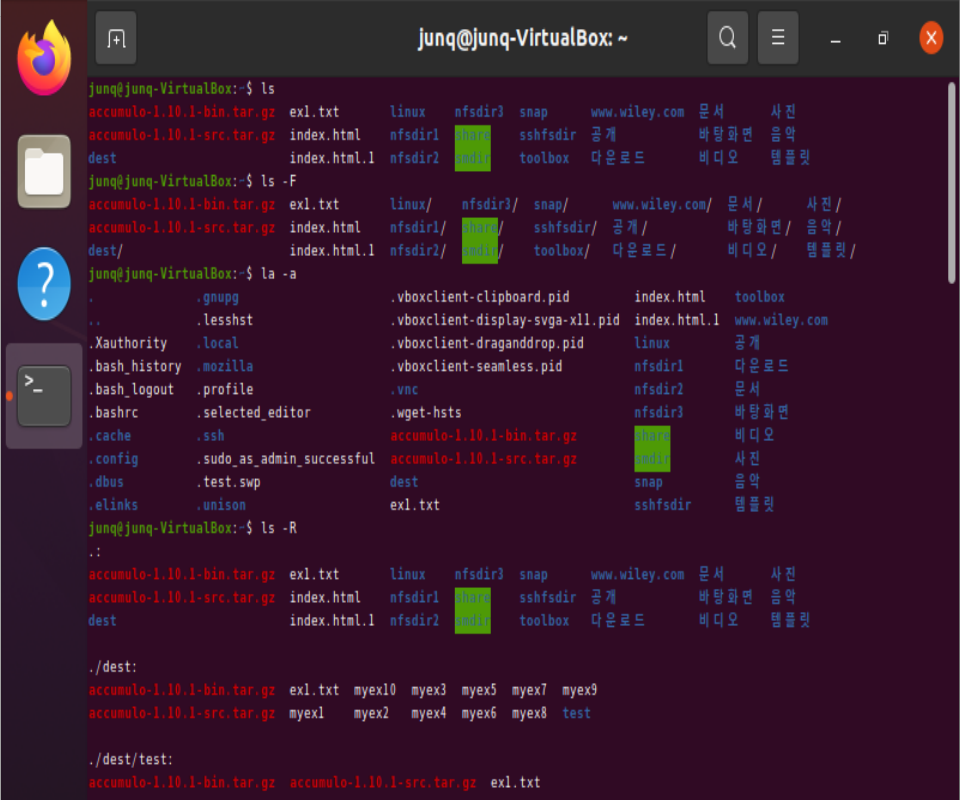 junq@junq-VirtualBox: ~
junq@junq-VirtualBox:~$ ls
accumulo-1.10.1-bin.tar.gz ex1.txt linux nfsdir3 snap www.wiley.com 문서 사진
accumulo-1.10.1-src.tar.gz index.html nfsdir1 share sshfsdir 공개 바탕화면 음악
dest index.html.1 nfsdir2 smdir toolbox 다운로드 비디오 템플릿
junq@junq-VirtualBox:~$ ls -F
accumulo-1.10.1-bin.tar.gz ex1.txt linux/ nfsdir3/ snap/ www.wiley.com/ 문서/ 사진/
accumulo-1.10.1-src.tar.gz index.html nfsdir1/ share/ sshfsdir/ 공개/ 바탕화면/ 음악/
dest/ index.html.1 nfsdir2/ smdir/ toolbox/ 다운로드/ 비디오/ 템플릿/
junq@junq-VirtualBox:~$ la -a
. .gnupg .vboxclient-clipboard.pid index.html toolbox
.. .lesshst .vboxclient-display-svga-x11.pid index.html.1 www.wiley.com
.Xauthority .local .vboxclient-draganddrop.pid linux 공개
.bash_history .mozilla .vboxclient-seamless.pid nfsdir1 다운로드
.bash_logout .profile .vnc nfsdir2 문서
.bashrc .selected_editor .wget-hsts nfsdir3 바탕화면
.cache .ssh accumulo-1.10.1-bin.tar.gz share 비디오
.config .sudo_as_admin_successful accumulo-1.10.1-src.tar.gz smdir 사진
.dbus .test.swp dest snap 음악
.elinks .unison ex1.txt sshfsdir 템플릿
junq@junq-VirtualBox:~$ ls -R
.:
accumulo-1.10.1-bin.tar.gz ex1.txt linux nfsdir3 snap www.wiley.com 문서 사진
accumulo-1.10.1-src.tar.gz index.html nfsdir1 share sshfsdir 공개 바탕화면 음악
dest index.html.1 nfsdir2 smdir toolbox 다운로드 비디오 템플릿
./dest:
accumulo-1.10.1-bin.tar.gz ex1.txt myex10 myex3 myex5 myex7 myex9
accumulo-1.10.1-src.tar.gz myex1 myex2 myex4 myex6 myex8 test
./dest/test:
accumulo-1.10.1-bin.tar.gz accumulo-1.10.1-src.tar.gz ex1.txt